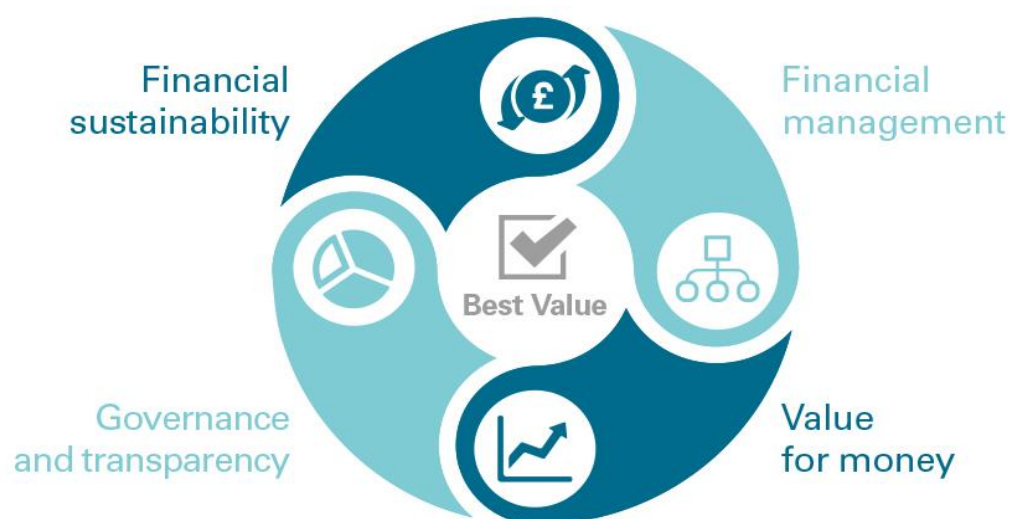 Financial
sustainability
Financial
management
£
Best Value
Governance
and transparency
Value
for money